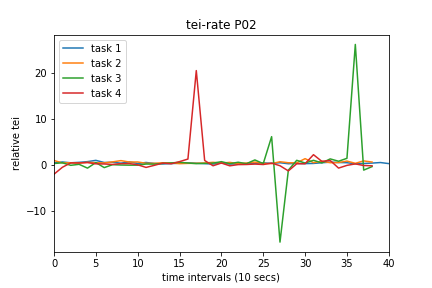 tei-rate P02
task 1
task 2
task 3
task 4
relative tei
20
10
0
−10
0 5 10 15 20 25 30 35 40
time intervals (10 secs)